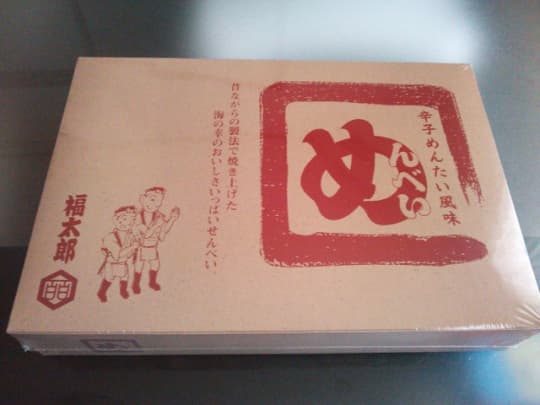 辛子めんたい風味
めんべい
昔ながらの製法で焼き上げた
海の幸のおいしさいっぱいせんべい
福太郎